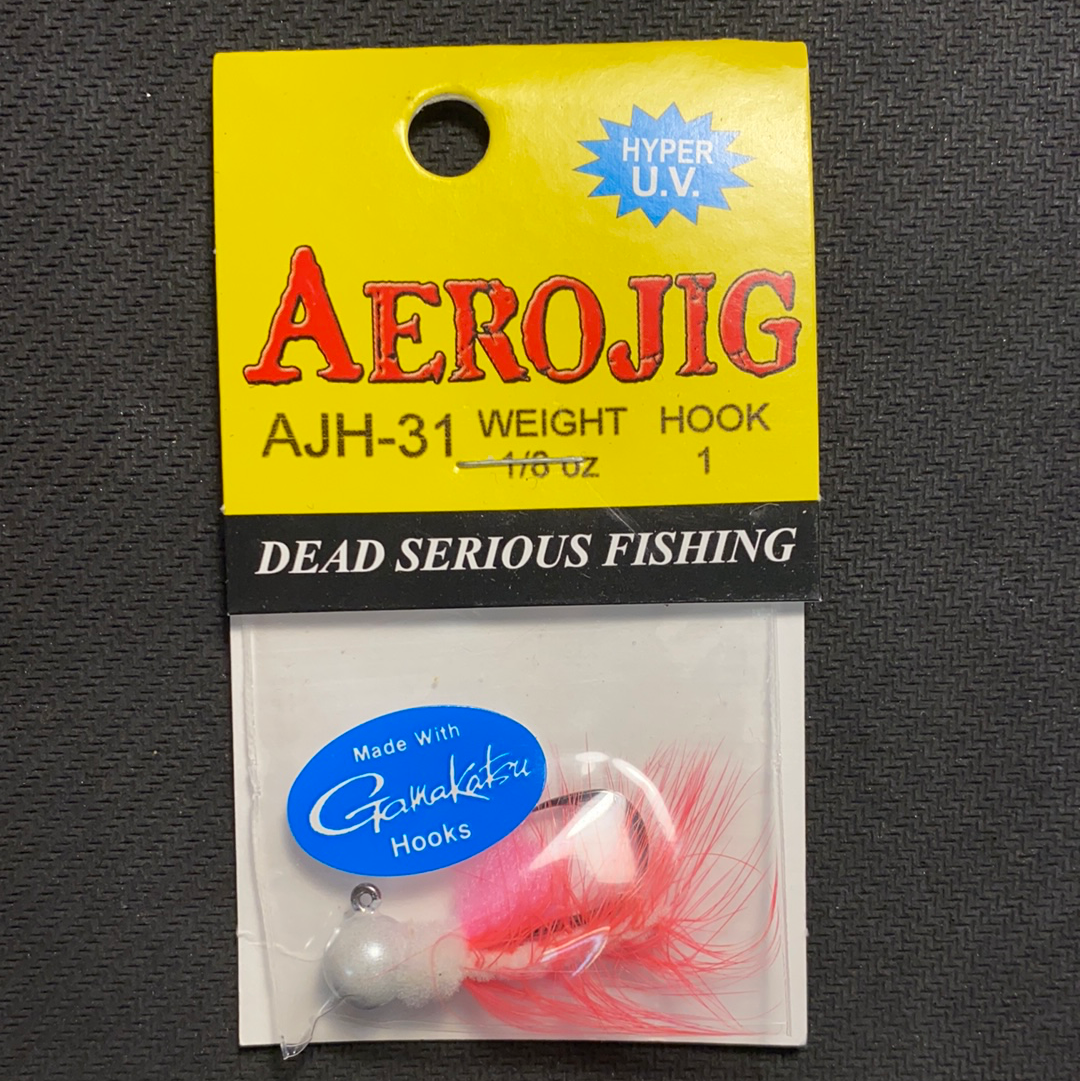 HYPER
U.V.
AEROJIG
AJH-31 WEIGHT HOOK
1/8 oz 1
DEAD SERIOUS FISHING
Made With
Gamakatsu
Hooks